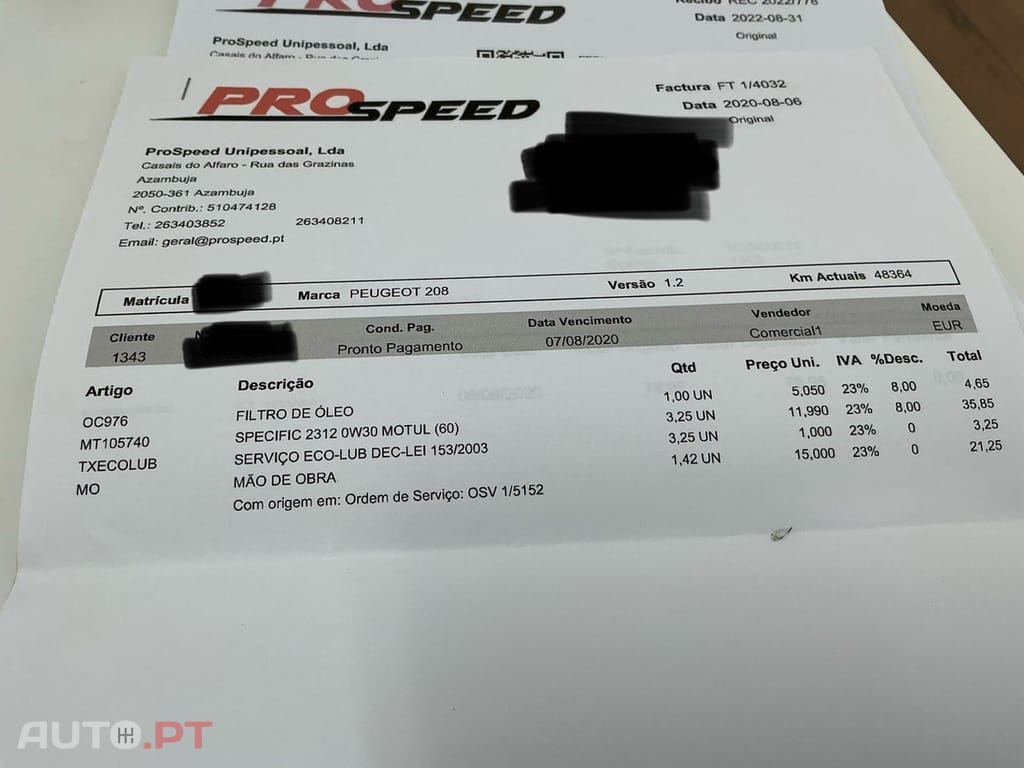 PROSPEED
Recibo REC 2022/778
Data 2022-08-31
Original
ProSpeed Unipessoal, Lda
PROSPEED
Factura FT 1/4032
Data 2020-08-06
Original
ProSpeed Unipessoal, Lda
Casais do Alfaro - Rua das Grazinas
Azambuja
2050-361 Azambuja
Nº. Contrib.: 510474128
Tel.: 263403852 263408211
Email: geral@prospeed.pt
Matrícula Marca PEUGEOT 208 Versão 1.2 Km Actuais 48364
Cliente Cond. Pag. Data Vencimento Vendedor Moeda
1343 Pronto Pagamento 07/08/2020 Comercial1 EUR
Artigo Descrição Qtd Preço Uni. IVA %Desc. Total
OC976 FILTRO DE ÓLEO 1,00 UN 5,050 23% 8,00 4,65
MT105740 SPECIFIC 2312 0W30 MOTUL (60) 3,25 UN 11,990 23% 8,00 35,85
TXECOLUB SERVIÇO ECO-LUB DEC-LEI 153/2003 3,25 UN 1,000 23% 0 3,25
MO MÃO DE OBRA 1,42 UN 15,000 23% 0 21,25
Com origem em: Ordem de Serviço: OSV 1/5152
AUTO.PT